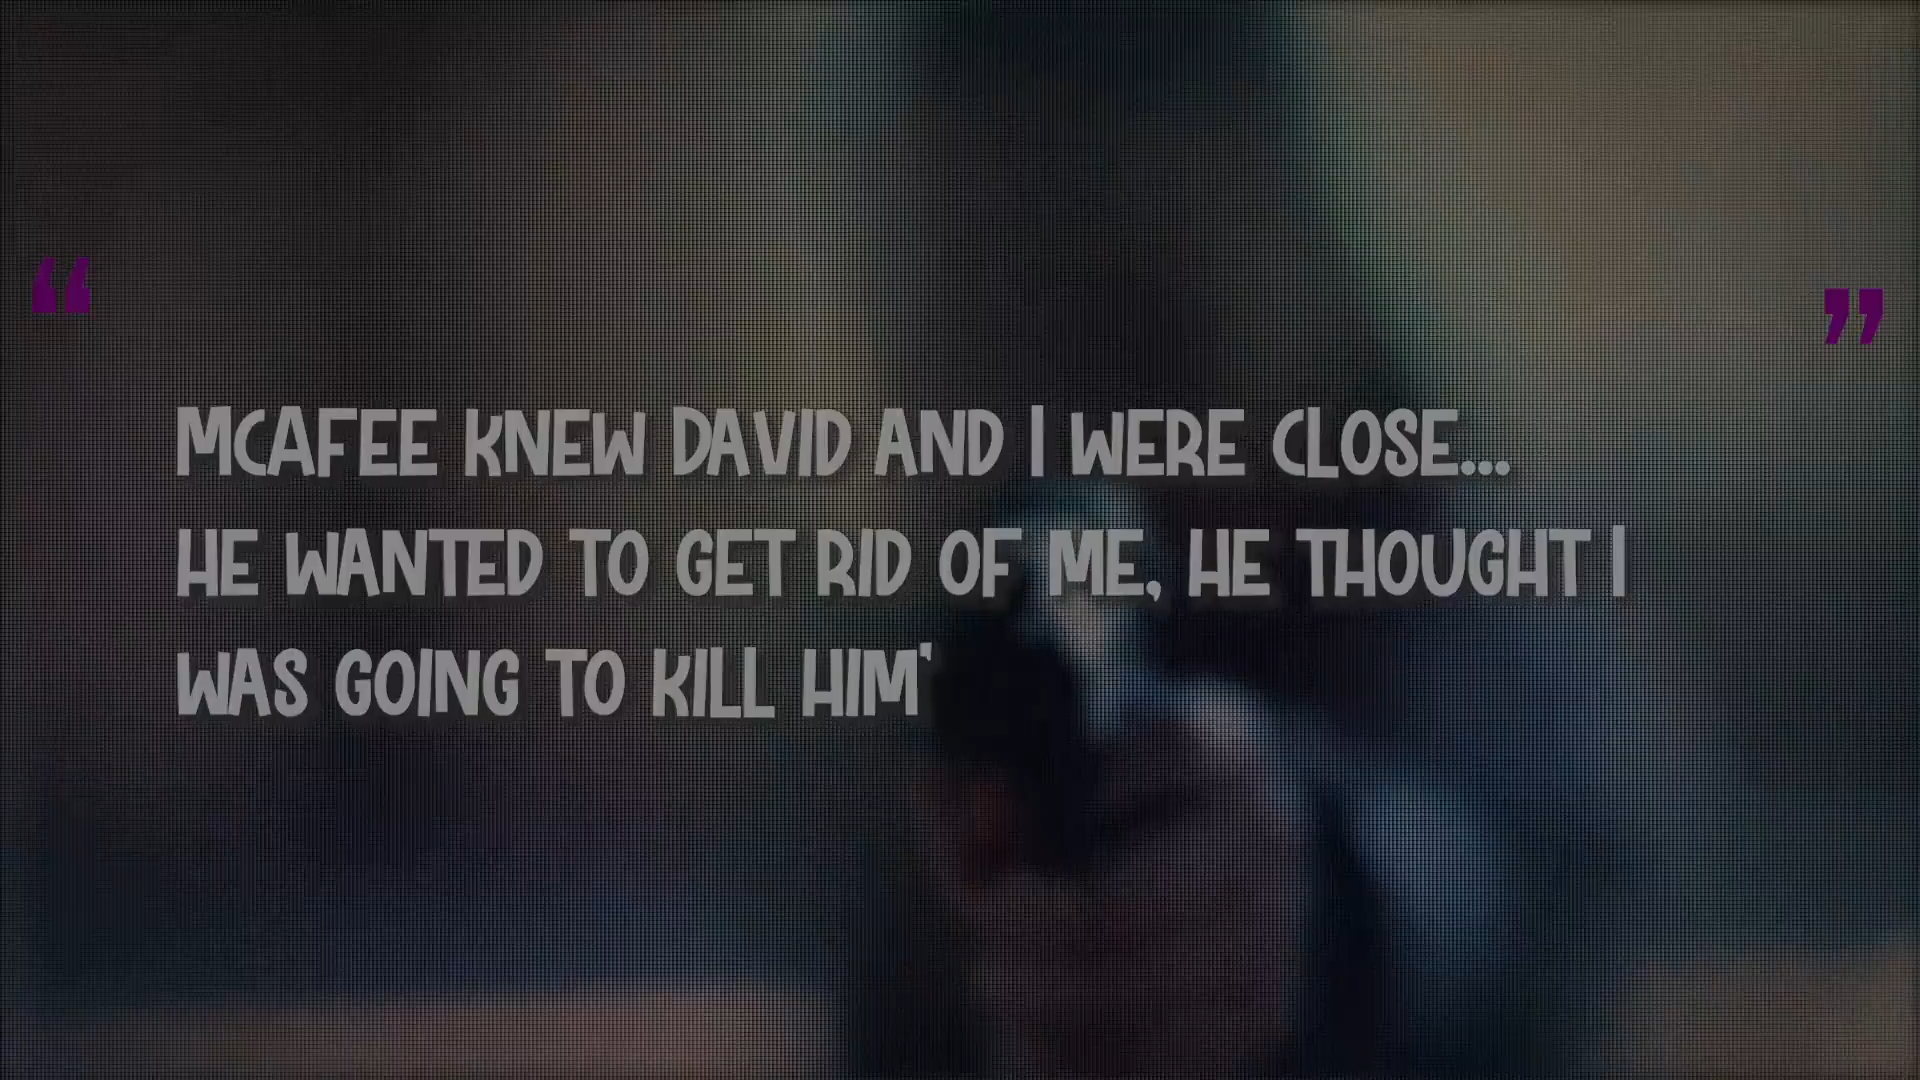 “ ”
MCAFEE KNEW DAVID AND I WERE CLOSE...
HE WANTED TO GET RID OF ME, HE THOUGHT I
WAS GOING TO KILL HIM'